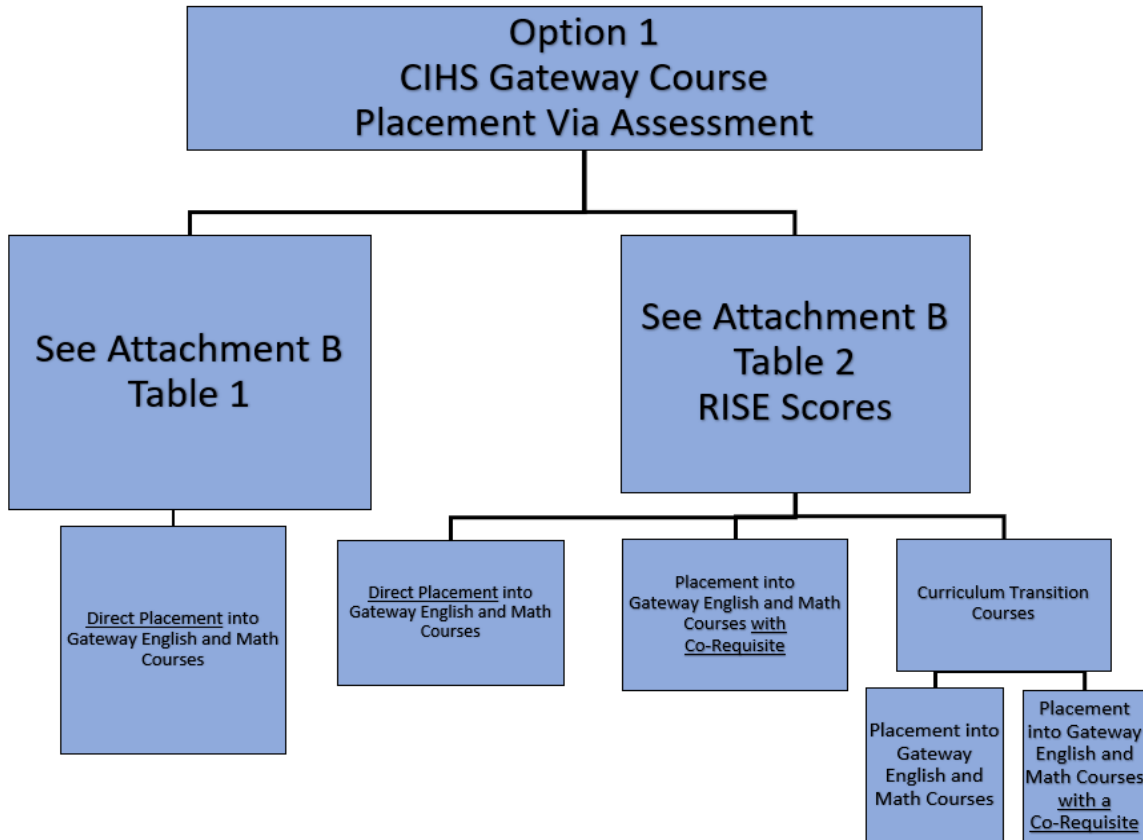 Option 1
CIHS Gateway Course
Placement Via Assessment
See Attachment B
Table 1
See Attachment B
Table 2
RISE Scores
Direct Placement into
Gateway English and Math
Courses
Direct Placement into
Gateway English and Math
Courses
Placement into
Gateway English and Math
Courses with
Co-Requisite
Curriculum Transition
Courses
Placement into
Gateway
English and
Math Courses
Placement
into Gateway
English and
Math Courses
with a
Co-Requisite